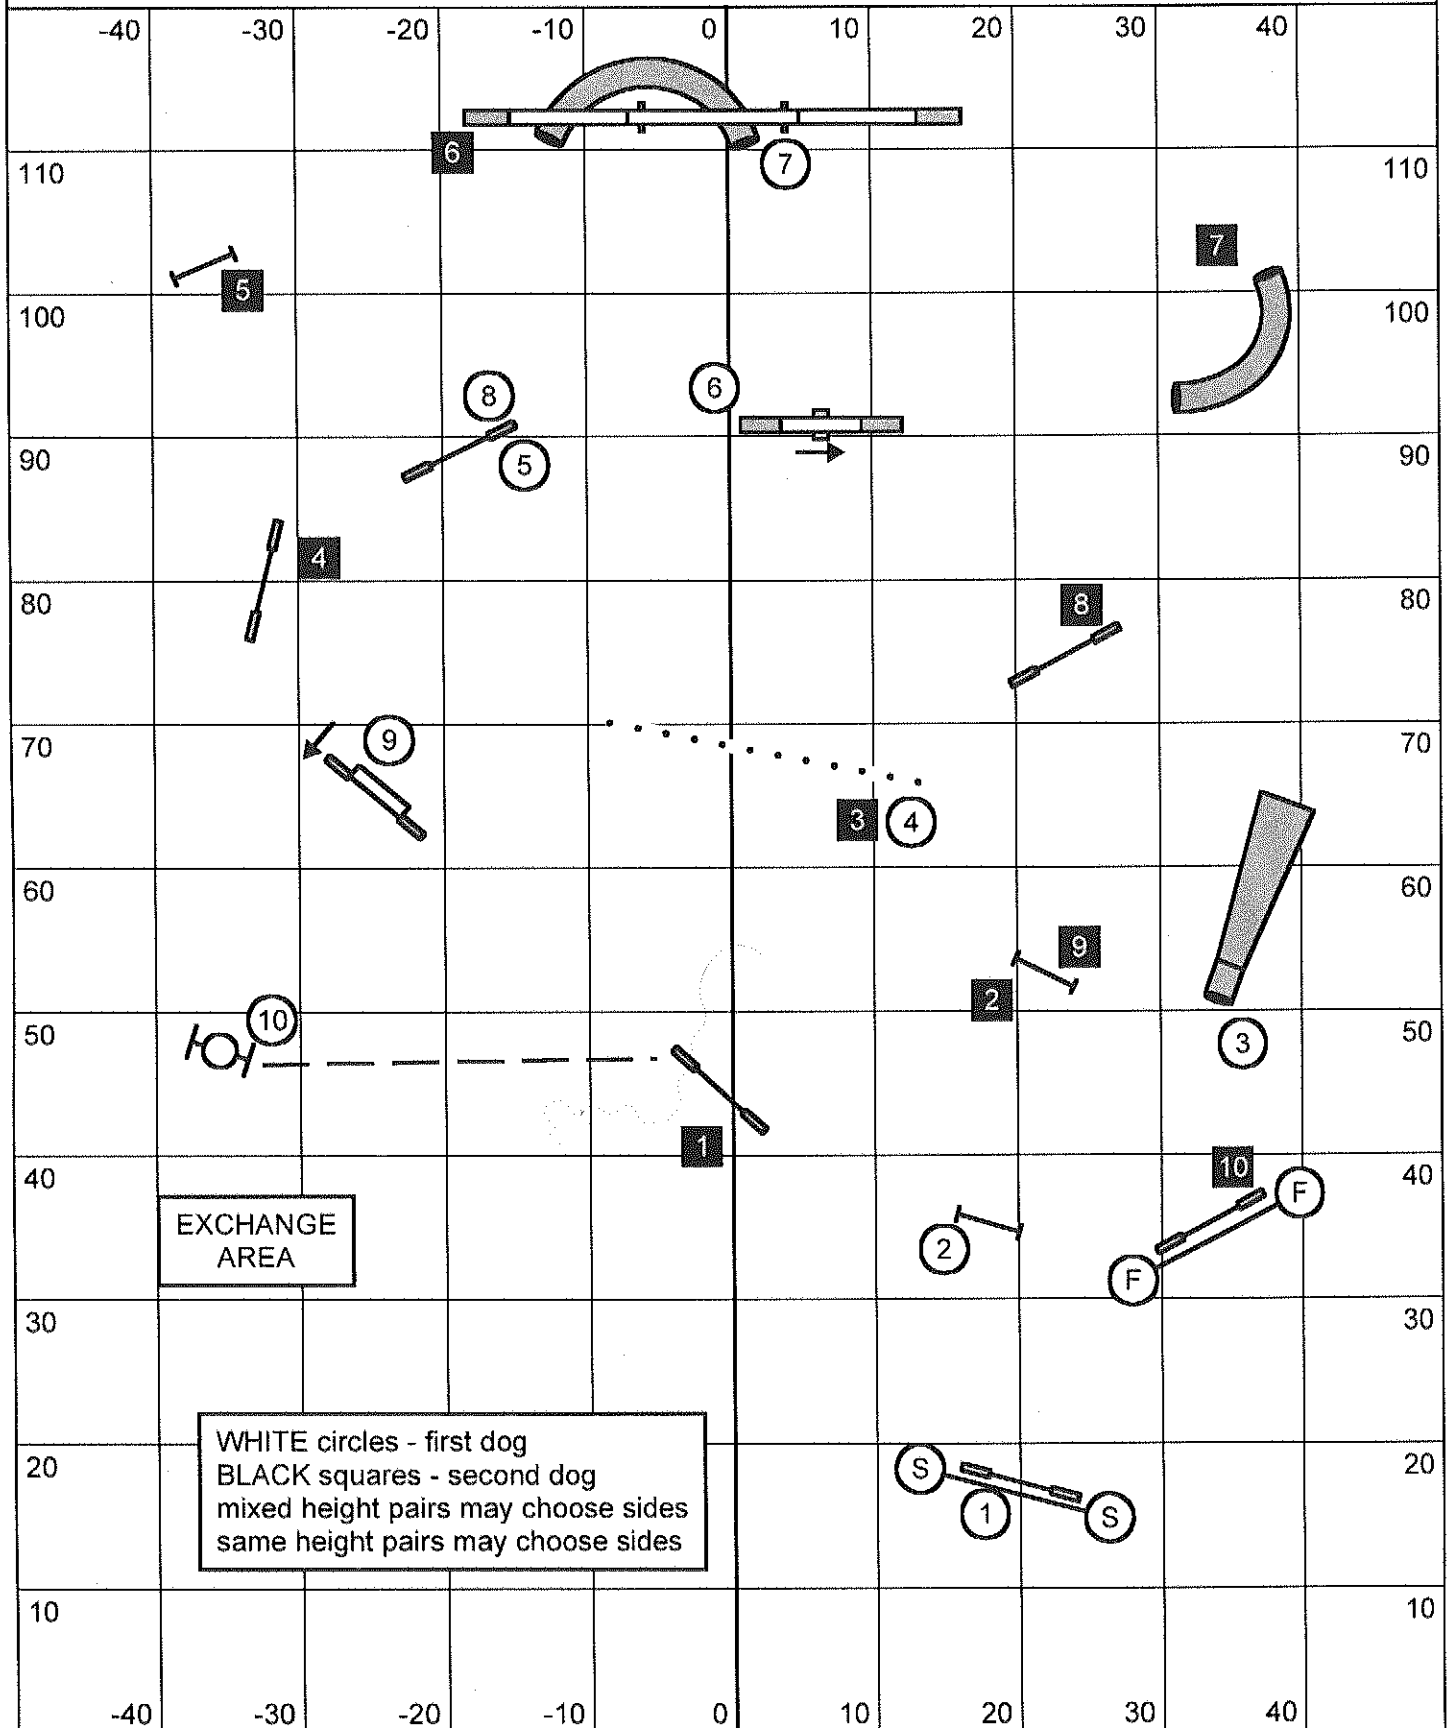 -40 -30 -20 -10 0 10 20 30 40
6
7
110 110
7
5
100 100
6
8
5
90 90
4
8
80 80
9
70 70
3 4
60 60
9
2
10
50 50
3
1
10
40 40
F
EXCHANGE
AREA
2
F
30 30
WHITE circles - first dog
BLACK squares - second dog
mixed height pairs may choose sides
same height pairs may choose sides
S
20 20
1
S
10 10
-40 -30 -20 -10 0 10 20 30 40